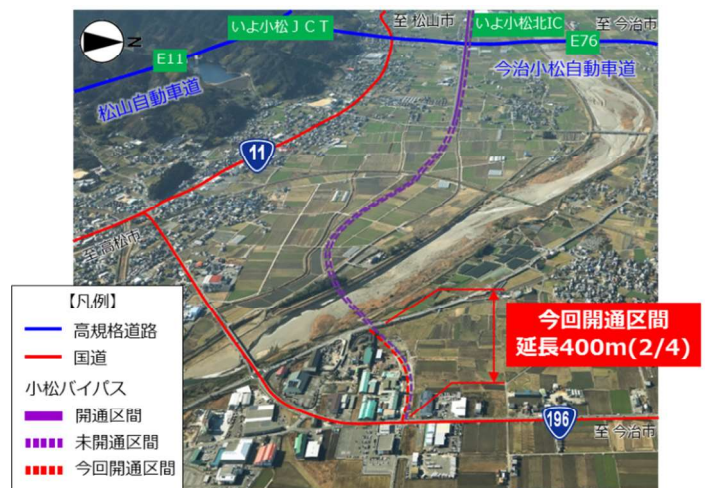 至 松山市
いよ小松北IC
至 今治市
いよ小松ＪＣＴ
N
E11
E76
松山自動車道
今治小松自動車道
11
至 高松市
【凡例】
高規格道路
国道
小松バイパス
開通区間
未開通区間
今回開通区間
今回開通区間
延長400m(2/4)
196
至 今治市